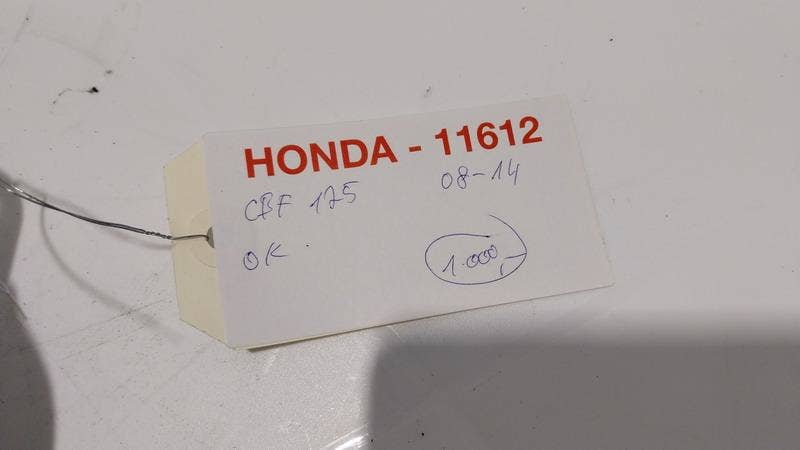 HONDA - 11612
CBF 125 08-14
OK 1.000,-